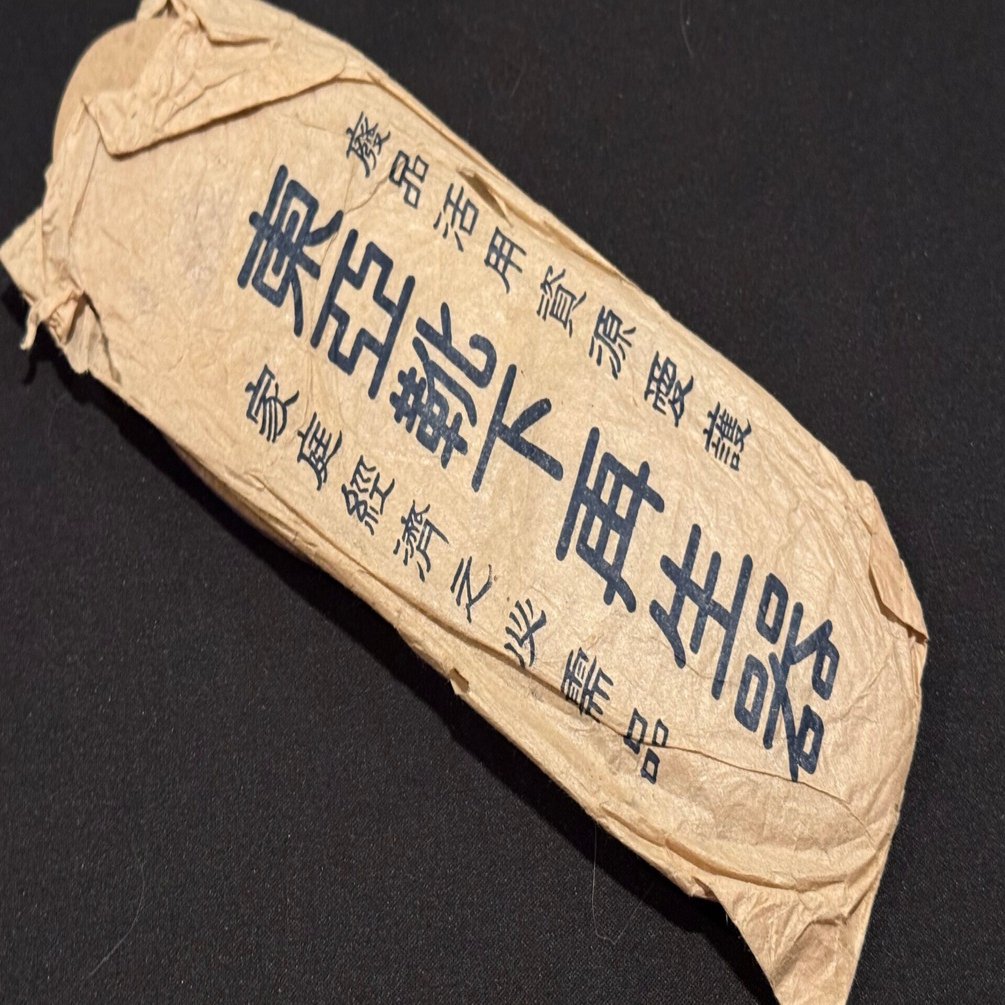 廢品活用資源愛護
東亞靴下再生器
家庭經濟之必需品